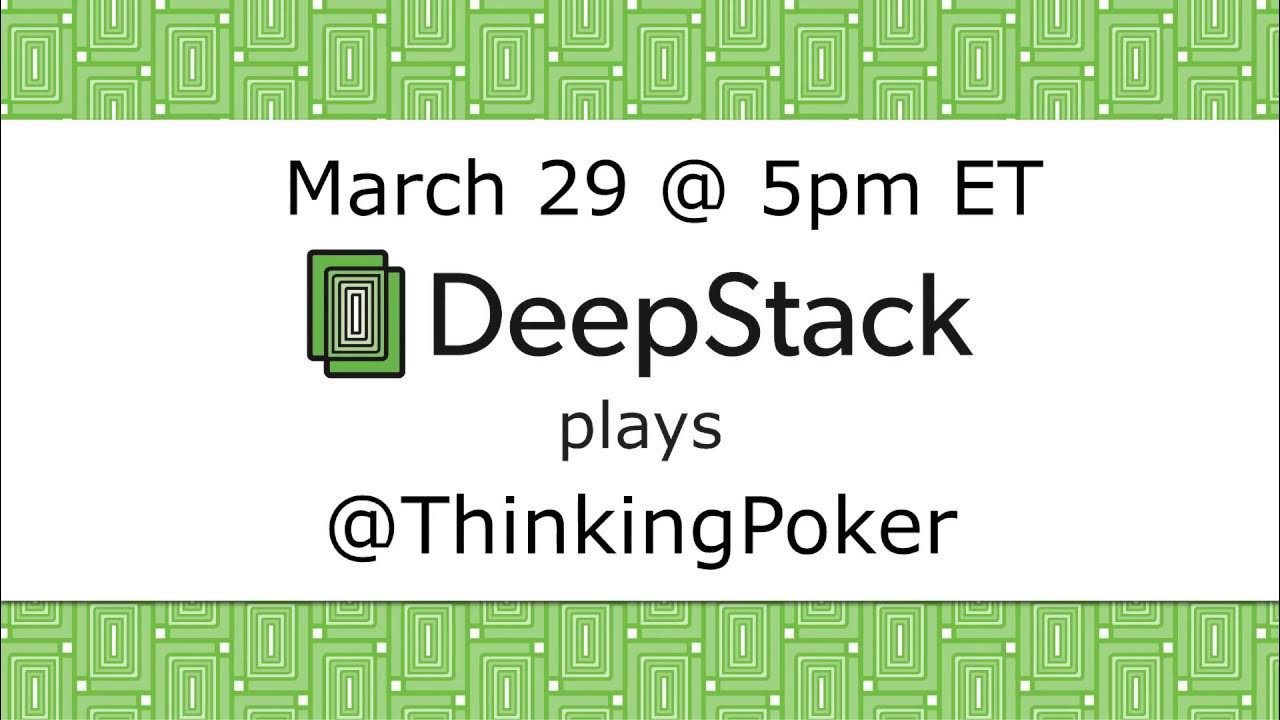 March 29 @ 5pm ET
DeepStack
plays
@ThinkingPoker